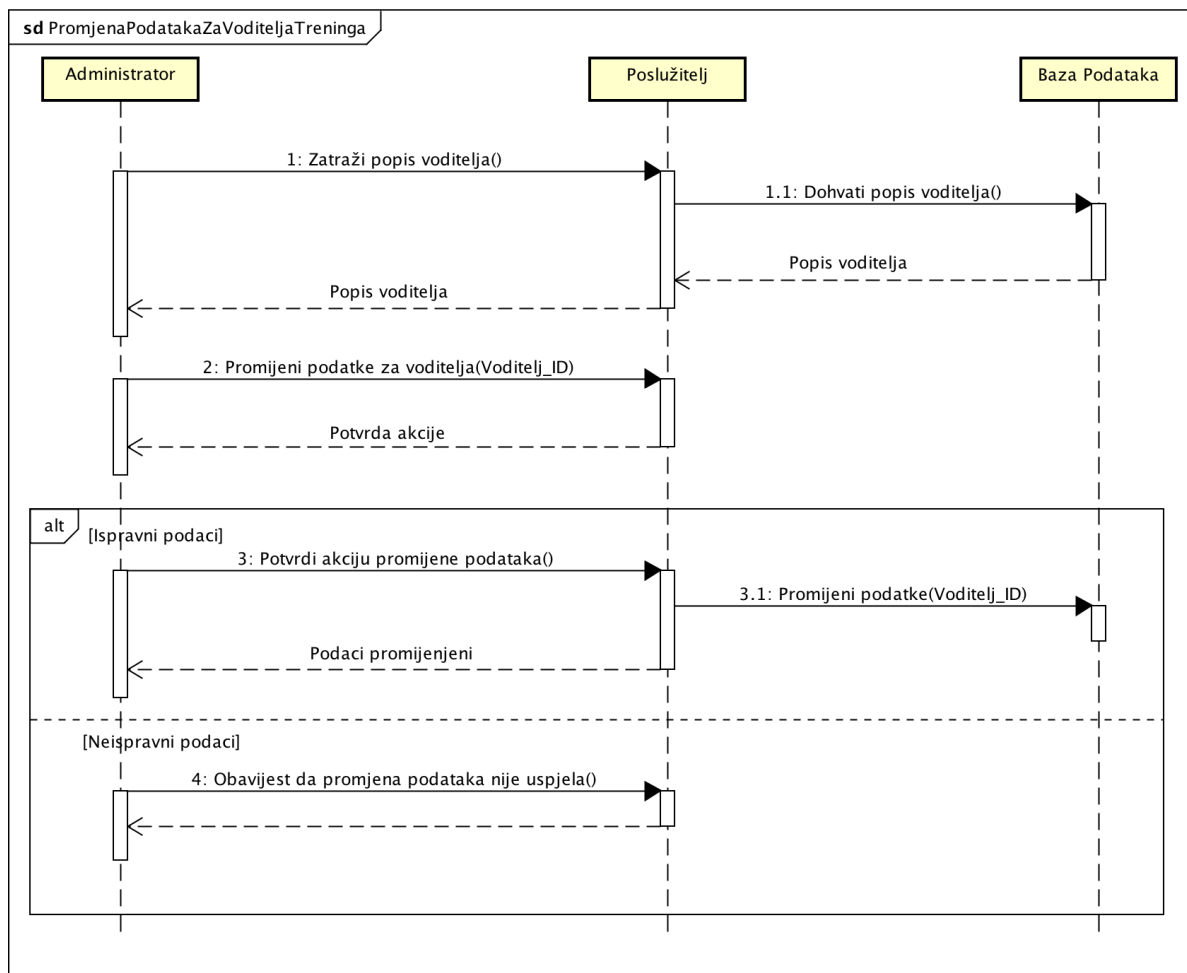 sd PromjenaPodatakaZaVoditeljaTreninga
Administrator
Poslužitelj
Baza Podataka
1: Zatraži popis voditelja()
1.1: Dohvati popis voditelja()
Popis voditelja
Popis voditelja
2: Promijeni podatke za voditelja(Voditelj_ID)
Potvrda akcije
alt
[Ispravni podaci]
3: Potvrdi akciju promijene podataka()
3.1: Promijeni podatke(Voditelj_ID)
Podaci promijenjeni
[Neispravni podaci]
4: Obavijest da promjena podataka nije uspjela()